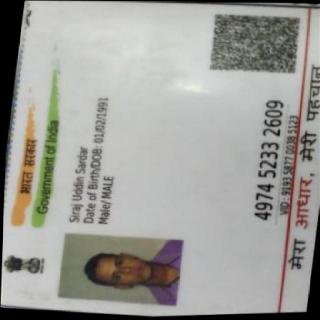 भारत सरकार
Government of India
Siraj Uddin Sardar
Date of Birth/DOB: 01/02/1991
Male/ MALE
4974 5233 2609
VID: 9193 5877 0038 5123
मेरा आधार, मेरी पहचान